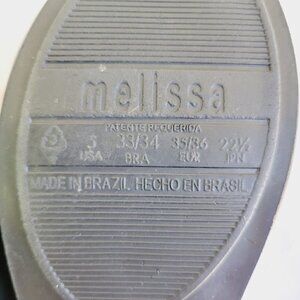 melissa
PATENTE REQUERIDA
5 33/34 35/36 22½
USA BRA EUR JPN
MADE IN BRAZIL. HECHO EN BRASIL